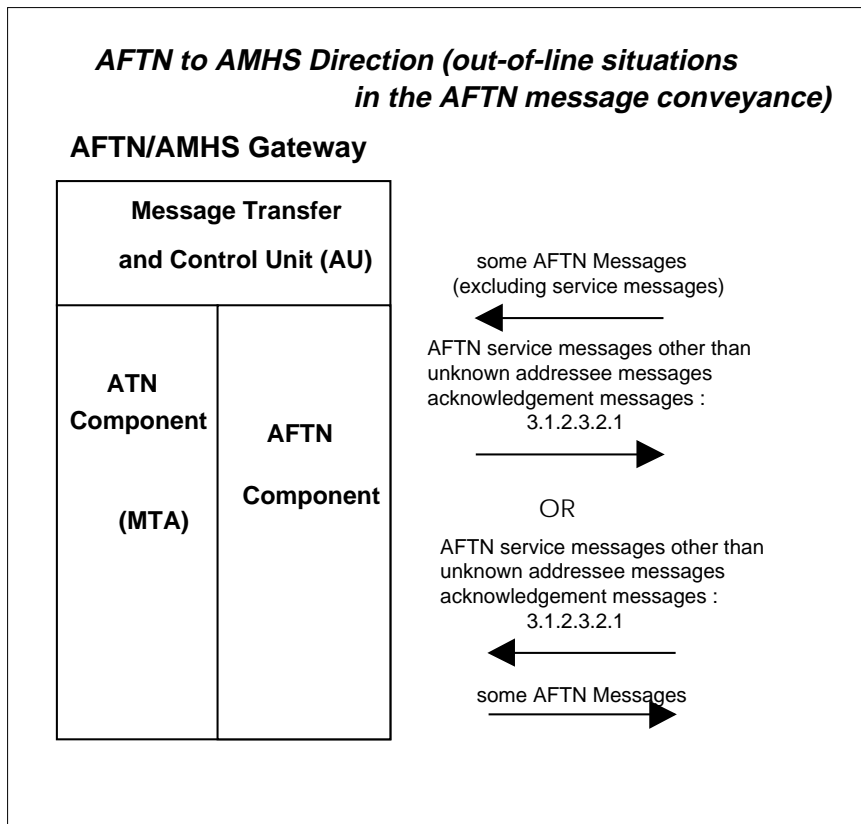 AFTN to AMHS Direction (out-of-line situations
in the AFTN message conveyance)
AFTN/AMHS Gateway
Message Transfer
and Control Unit (AU)
ATN
Component
(MTA)
AFTN
Component
some AFTN Messages
(excluding service messages)
AFTN service messages other than
unknown addressee messages
acknowledgement messages :
3.1.2.3.2.1
OR
AFTN service messages other than
unknown addressee messages
acknowledgement messages :
3.1.2.3.2.1
some AFTN Messages